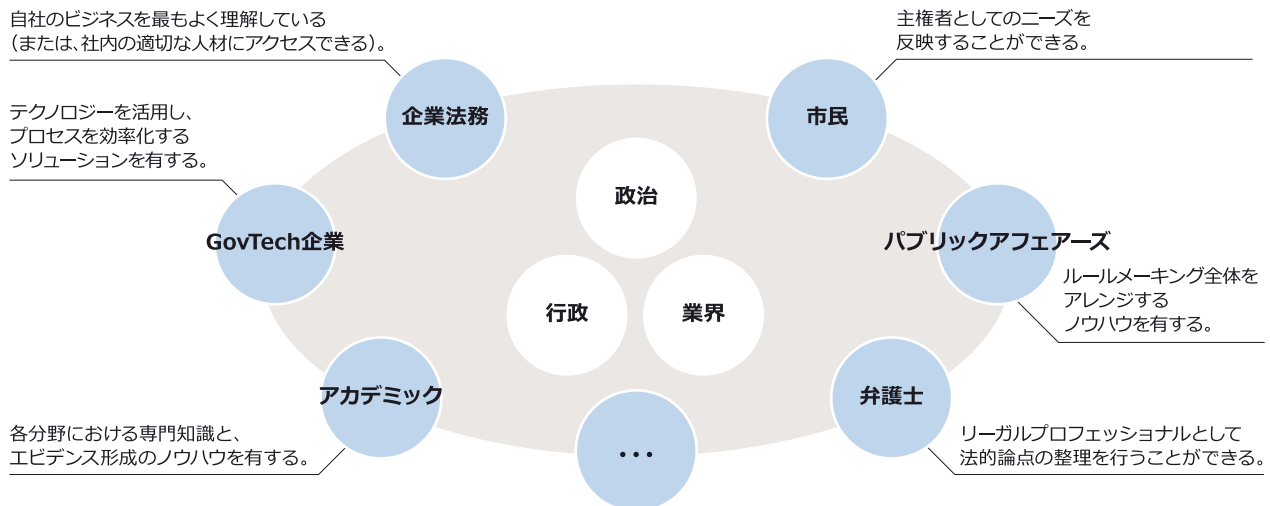 自社のビジネスを最もよく理解している
（または、社内の適切な人材にアクセスできる）。
主権者としてのニーズを
反映することができる。
企業法務
市民
テクノロジーを活用し、
プロセスを効率化する
ソリューションを有する。
政治
GovTech企業
パブリックアフェアーズ
ルールメーキング全体を
アレンジする
ノウハウを有する。
行政
業界
アカデミック
弁護士
各分野における専門知識と、
エビデンス形成のノウハウを有する。
…
リーガルプロフェッショナルとして
法的論点の整理を行うことができる。